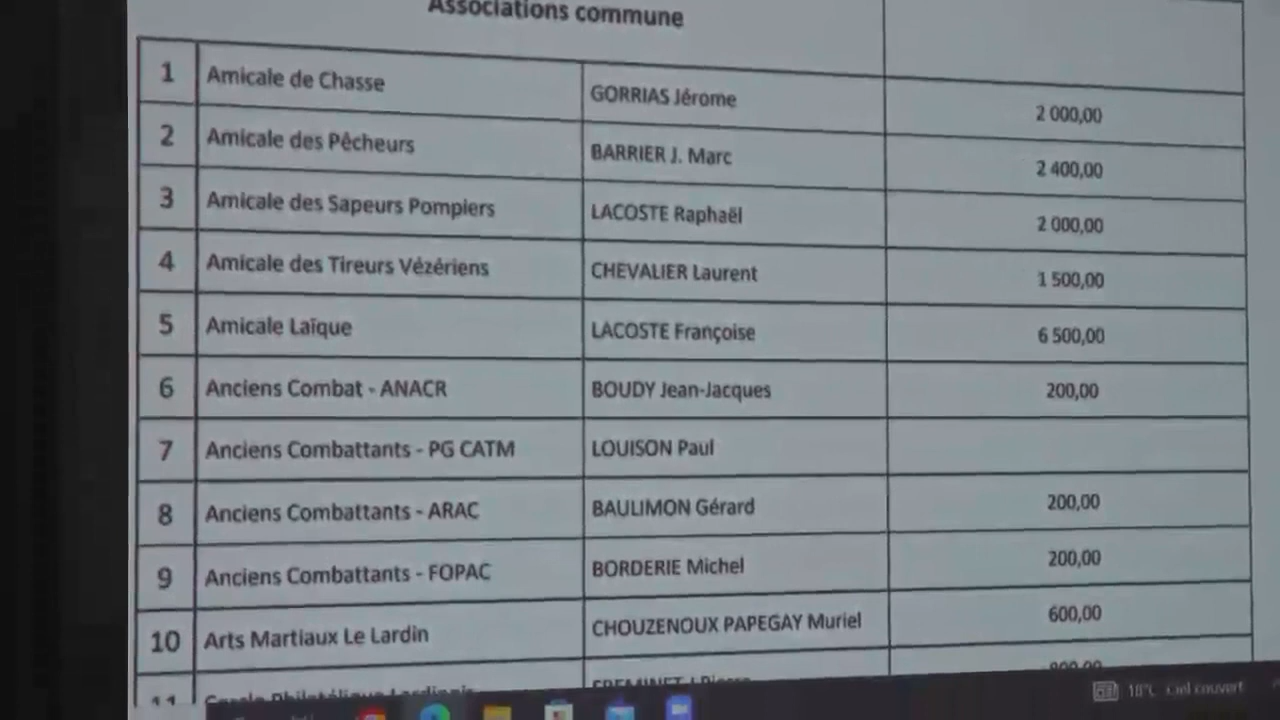 Associations commune
1 Amicale de Chasse GORRIAS Jérome 2 000,00
2 Amicale des Pêcheurs BARRIER J. Marc 2 400,00
3 Amicale des Sapeurs Pompiers LACOSTE Raphaël 2 000,00
4 Amicale des Tireurs Vézériens CHEVALIER Laurent 1 500,00
5 Amicale Laïque LACOSTE Françoise 6 500,00
6 Anciens Combat - ANACR BOUDY Jean-Jacques 200,00
7 Anciens Combattants - PG CATM LOUISON Paul
8 Anciens Combattants - ARAC BAULIMON Gérard 200,00
9 Anciens Combattants - FOPAC BORDERIE Michel 200,00
10 Arts Martiaux Le Lardin CHOUZENOUX PAPEGAY Muriel 600,00
11 Cercle Philatélique Lardinois
18°C Ciel couvert